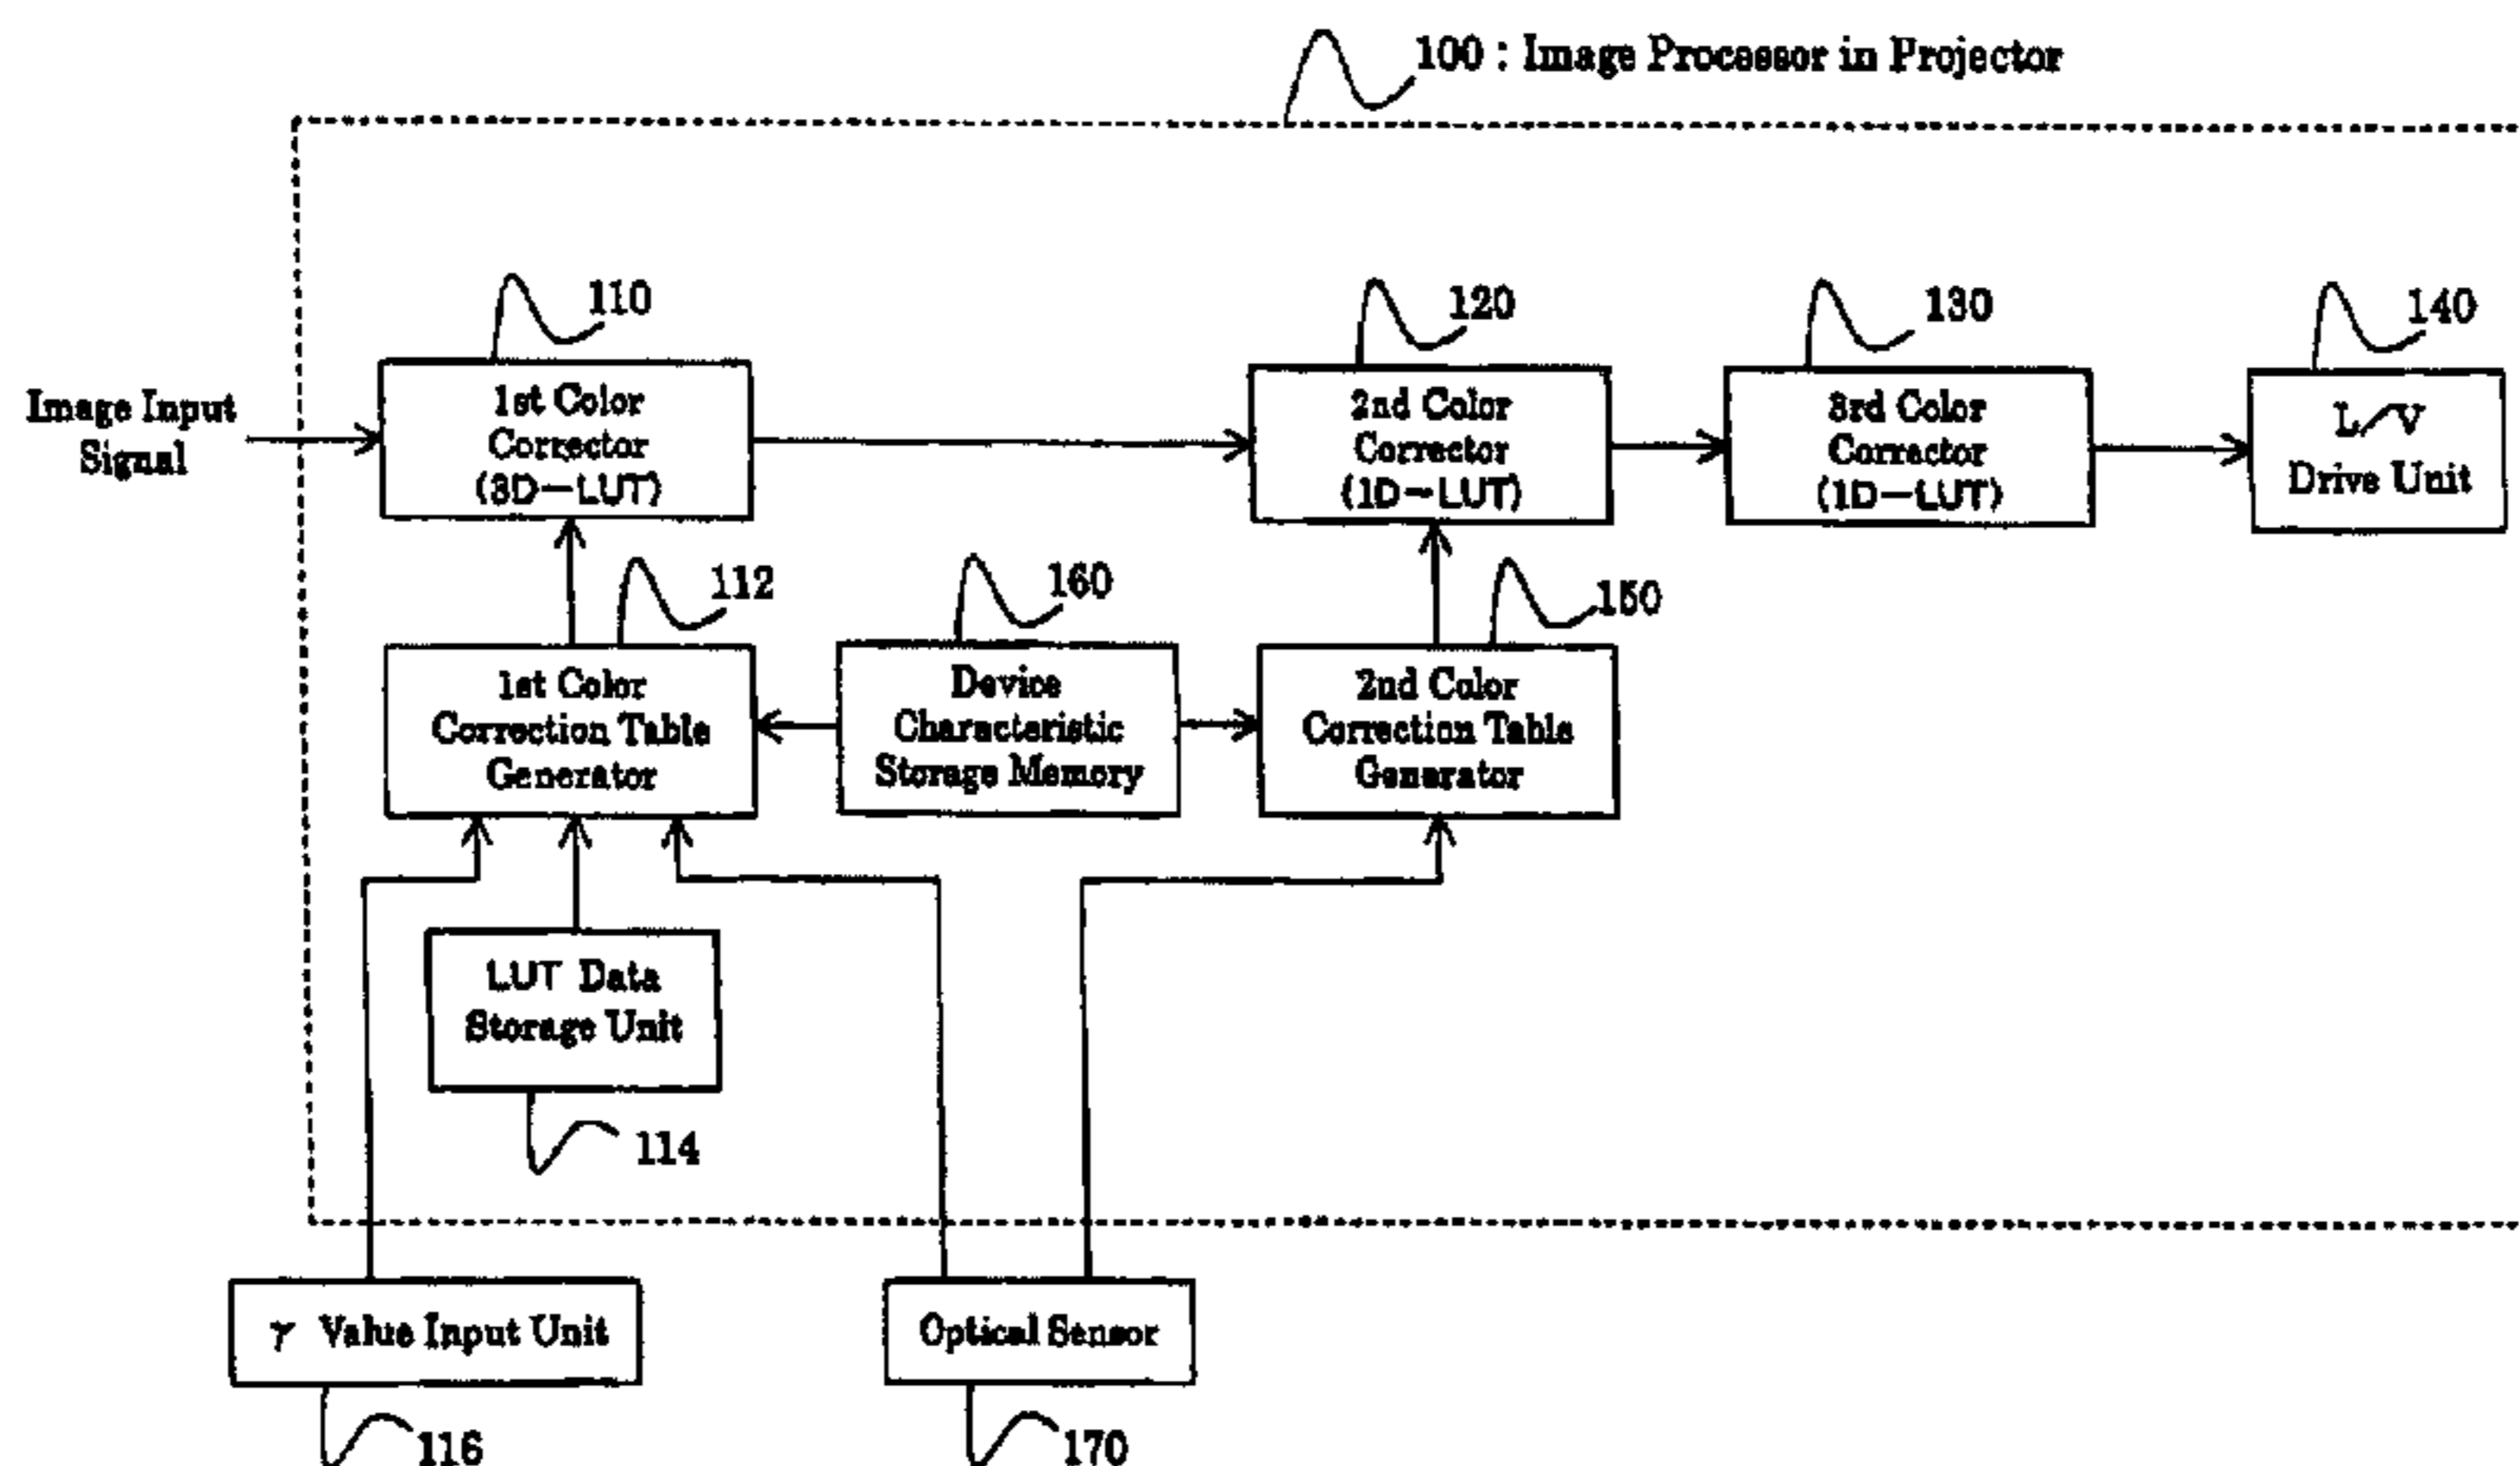 100 : Image Processor in Projector
110
120
130
140
Image Input
Signal
1st Color
Corrector
(3D-LUT)
2nd Color
Corrector
(1D-LUT)
3rd Color
Corrector
(1D-LUT)
L/V
Drive Unit
112
160
150
1st Color
Correction Table
Generator
Device
Characteristic
Storage Memory
2nd Color
Correction Table
Generator
LUT Data
Storage Unit
114
γ Value Input Unit
Optical Sensor
116
170